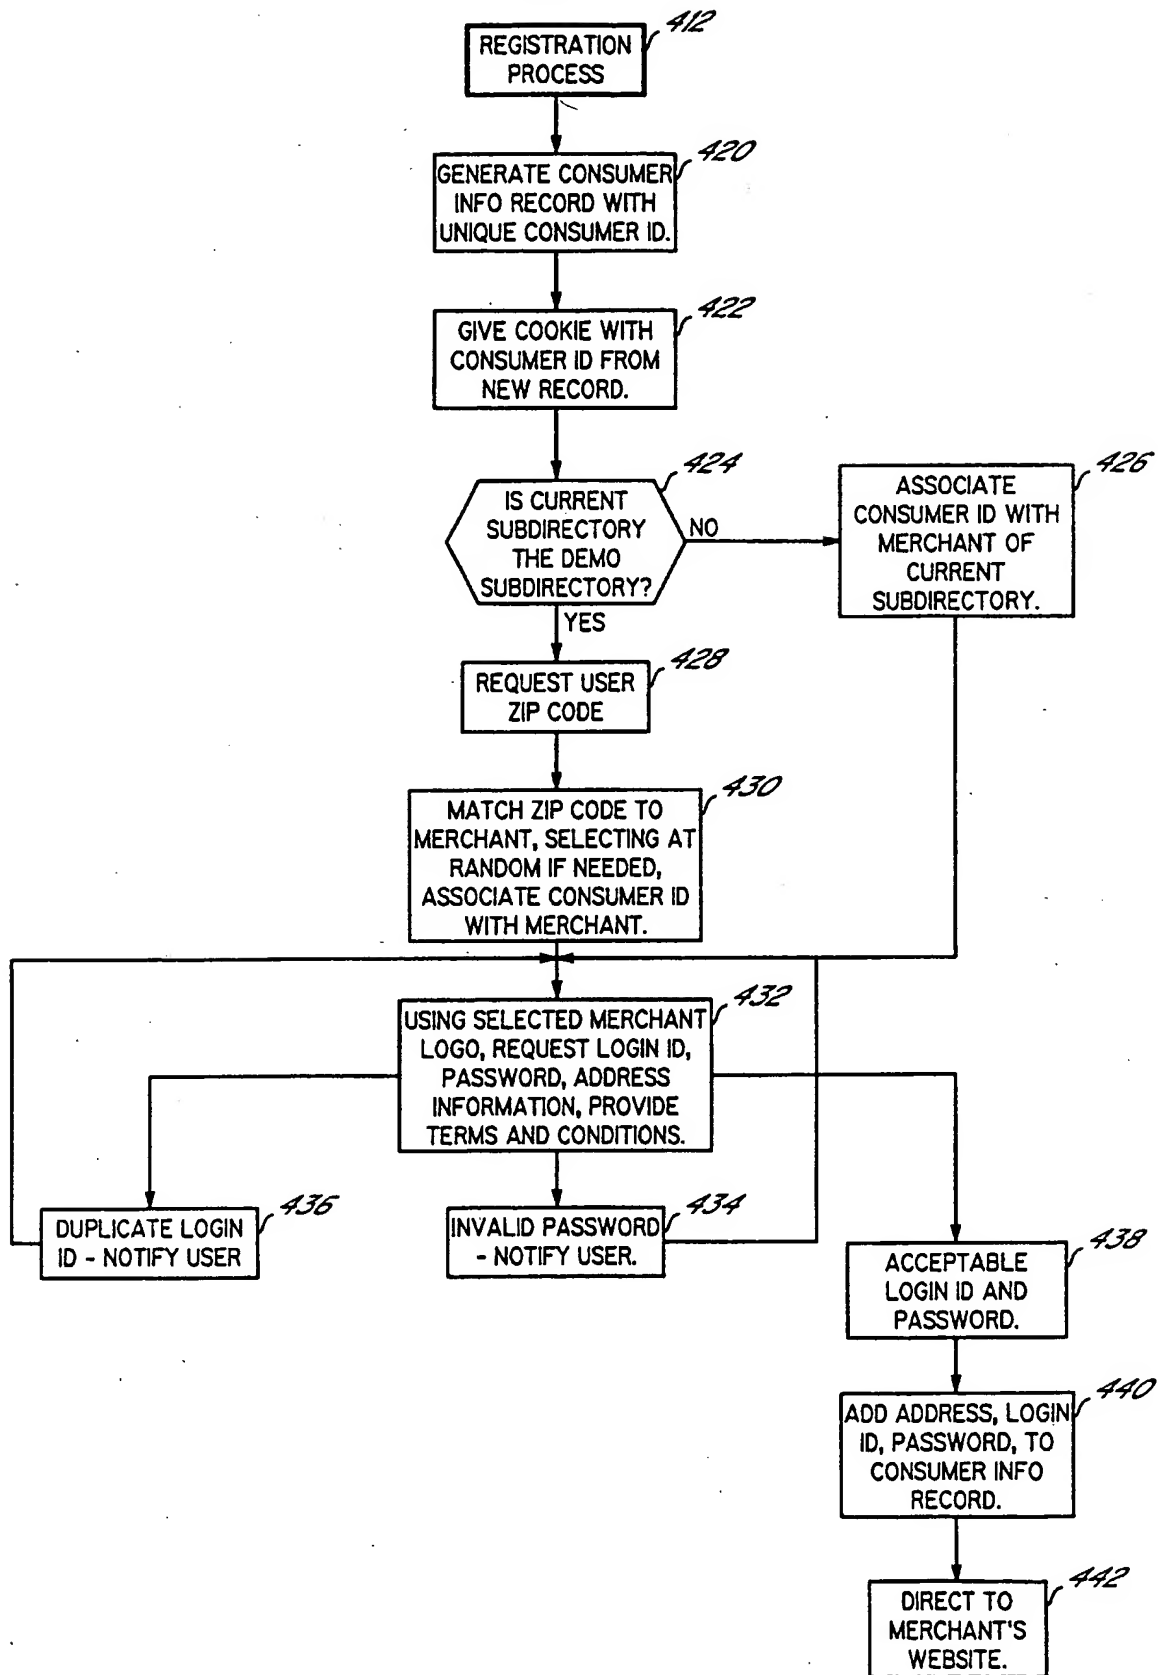 412
REGISTRATION
PROCESS
420
GENERATE CONSUMER
INFO RECORD WITH
UNIQUE CONSUMER ID.
422
GIVE COOKIE WITH
CONSUMER ID FROM
NEW RECORD.
424
IS CURRENT
SUBDIRECTORY
THE DEMO
SUBDIRECTORY?
NO
YES
426
ASSOCIATE
CONSUMER ID WITH
MERCHANT OF
CURRENT
SUBDIRECTORY.
428
REQUEST USER
ZIP CODE
430
MATCH ZIP CODE TO
MERCHANT, SELECTING AT
RANDOM IF NEEDED,
ASSOCIATE CONSUMER ID
WITH MERCHANT.
432
USING SELECTED MERCHANT
LOGO, REQUEST LOGIN ID,
PASSWORD, ADDRESS
INFORMATION, PROVIDE
TERMS AND CONDITIONS.
436
DUPLICATE LOGIN
ID - NOTIFY USER
434
INVALID PASSWORD
- NOTIFY USER.
438
ACCEPTABLE
LOGIN ID AND
PASSWORD.
440
ADD ADDRESS, LOGIN
ID, PASSWORD, TO
CONSUMER INFO
RECORD.
442
DIRECT TO
MERCHANT'S
WEBSITE.